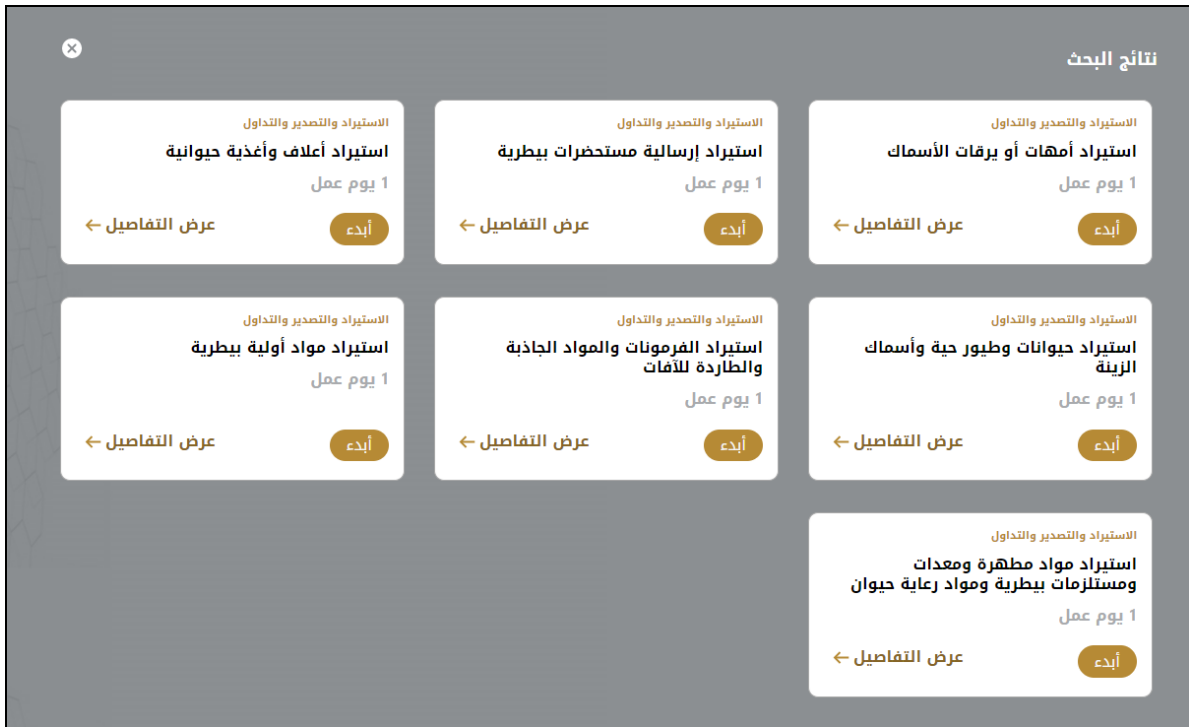 نتائج البحث
الاستيراد والتصدير والتداول
استيراد أمهات أو يرقات الأسماك
1 يوم عمل
أبدء
عرض التفاصيل
الاستيراد والتصدير والتداول
استيراد إرسالية مستحضرات بيطرية
1 يوم عمل
أبدء
عرض التفاصيل
الاستيراد والتصدير والتداول
استيراد أعلاف وأغذية حيوانية
1 يوم عمل
أبدء
عرض التفاصيل
الاستيراد والتصدير والتداول
استيراد حيوانات وطيور حية وأسماك
الزينة
1 يوم عمل
أبدء
عرض التفاصيل
الاستيراد والتصدير والتداول
استيراد الفرمونات والمواد الجاذبة
والطاردة للآفات
1 يوم عمل
أبدء
عرض التفاصيل
الاستيراد والتصدير والتداول
استيراد مواد أولية بيطرية
1 يوم عمل
أبدء
عرض التفاصيل
الاستيراد والتصدير والتداول
استيراد مواد مطهرة ومعدات
ومستلزمات بيطرية ومواد رعاية حيوان
1 يوم عمل
أبدء
عرض التفاصيل